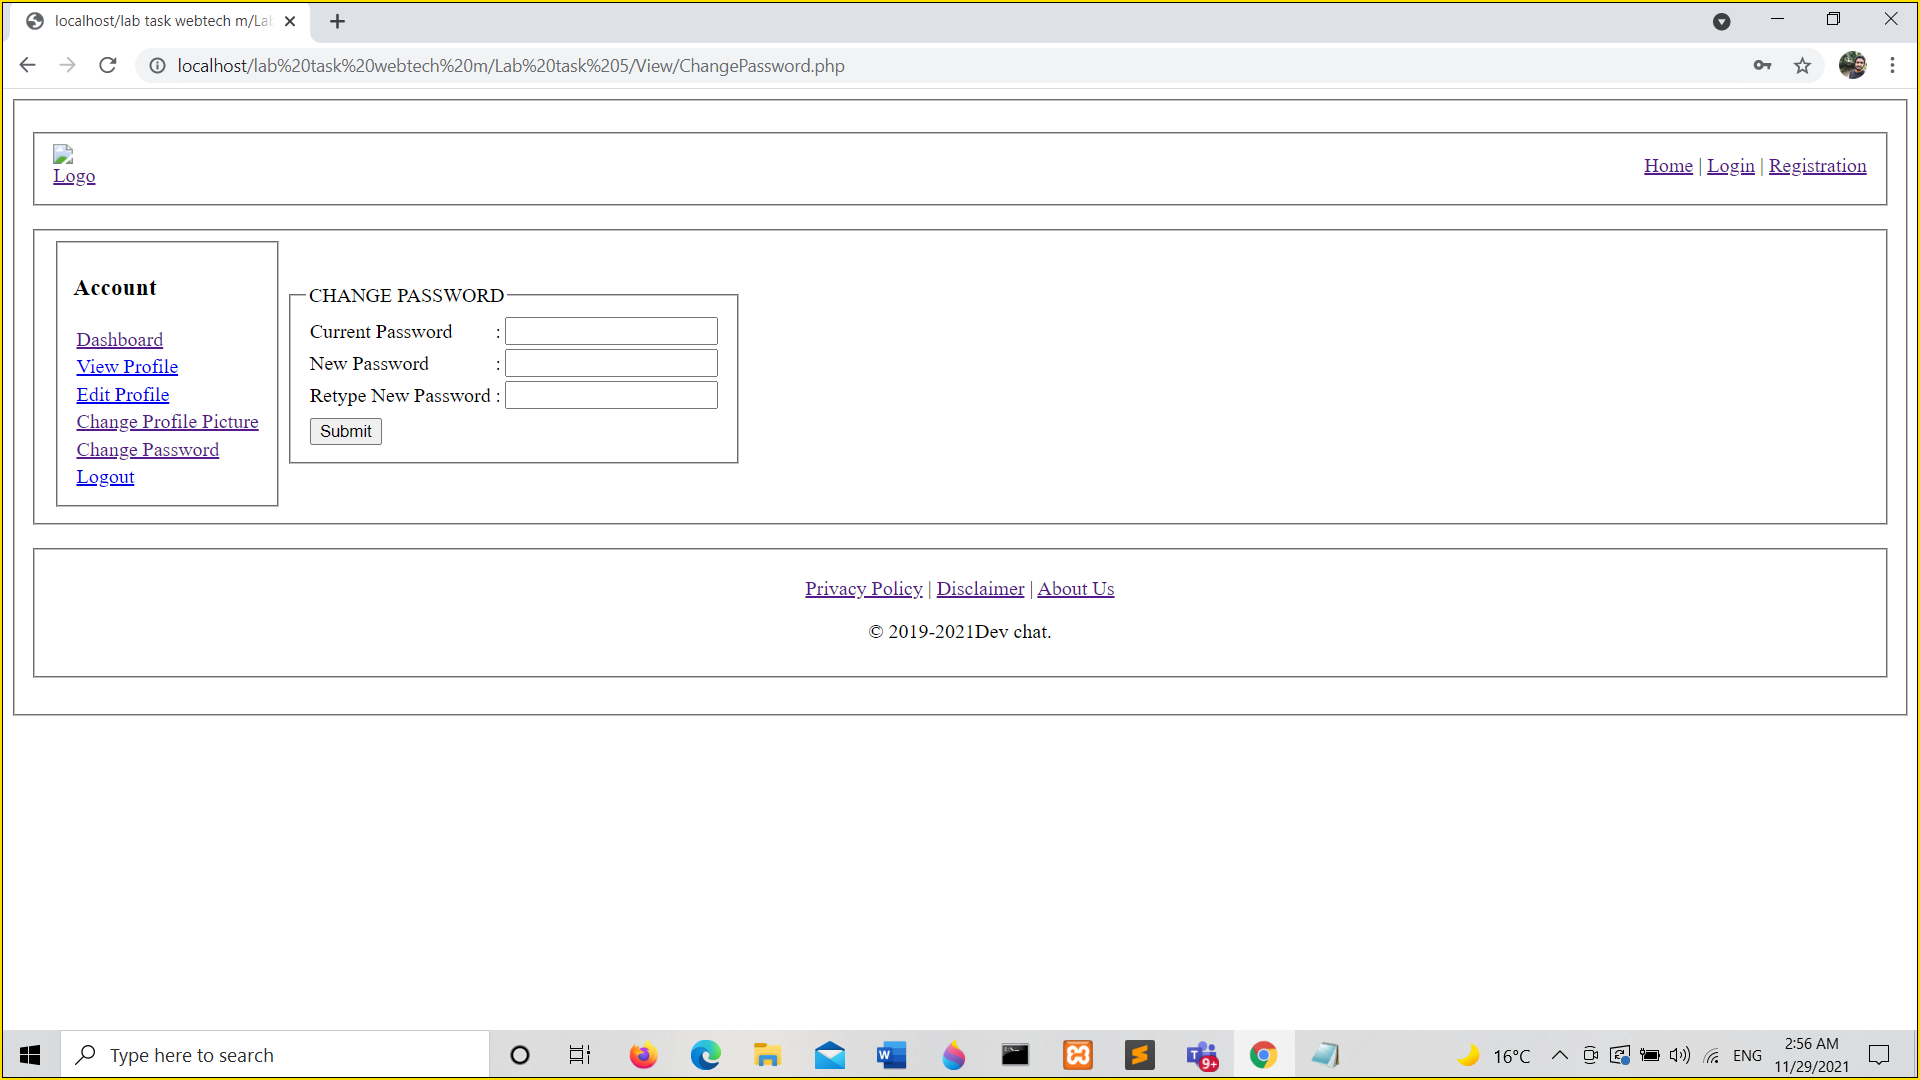 localhost/lab task webtech m/La
localhost/lab%20task%20webtech%20m/Lab%20task%205/View/ChangePassword.php
Logo
Home | Login | Registration
Account
Dashboard
View Profile
Edit Profile
Change Profile Picture
Change Password
Logout
CHANGE PASSWORD
Current Password :
New Password :
Retype New Password :
Submit
Privacy Policy | Disclaimer | About Us
© 2019-2021Dev chat.
Type here to search
9+
16°C
ENG
2:56 AM
11/29/2021